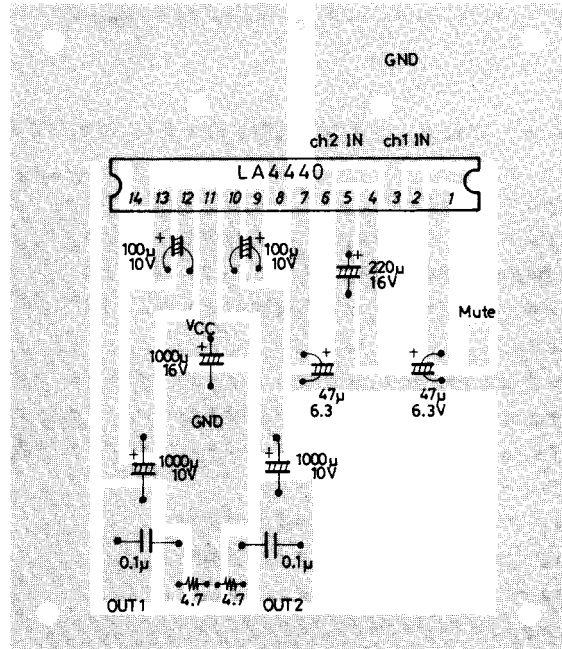 GND
ch2 IN ch1 IN
LA4440
14 13 12 11 10 9 8 7 6 5 4 3 2 1
+ + +
100µ
10V
100µ
10V
220µ
16V
Mute
VCC
+
1000µ
16V
+
47µ
6.3
+
47µ
6.3V
GND
+
1000µ
10V
+
1000µ
10V
0.1µ
0.1µ
4.7 4.7
OUT1 OUT2